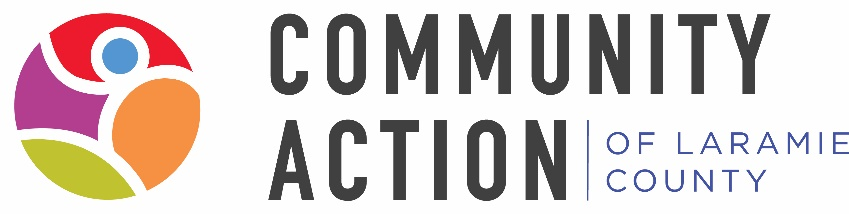 COMMUNITY
ACTION
OF LARAMIE
COUNTY